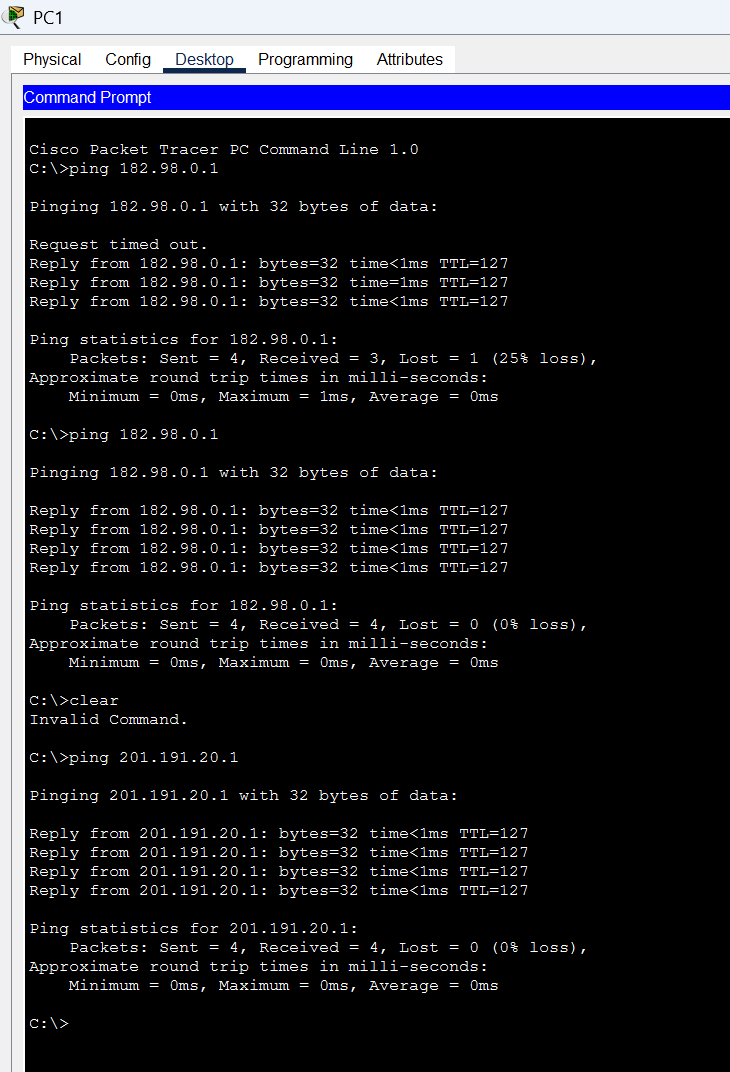 PC1
Physical Config Desktop Programming Attributes
Command Prompt
Cisco Packet Tracer PC Command Line 1.0
C:\>ping 182.98.0.1
Pinging 182.98.0.1 with 32 bytes of data:
Request timed out.
Reply from 182.98.0.1: bytes=32 time<1ms TTL=127
Reply from 182.98.0.1: bytes=32 time=1ms TTL=127
Reply from 182.98.0.1: bytes=32 time<1ms TTL=127
Ping statistics for 182.98.0.1:
Packets: Sent = 4, Received = 3, Lost = 1 (25% loss),
Approximate round trip times in milli-seconds:
Minimum = 0ms, Maximum = 1ms, Average = 0ms
C:\>ping 182.98.0.1
Pinging 182.98.0.1 with 32 bytes of data:
Reply from 182.98.0.1: bytes=32 time<1ms TTL=127
Reply from 182.98.0.1: bytes=32 time<1ms TTL=127
Reply from 182.98.0.1: bytes=32 time<1ms TTL=127
Reply from 182.98.0.1: bytes=32 time<1ms TTL=127
Ping statistics for 182.98.0.1:
Packets: Sent = 4, Received = 4, Lost = 0 (0% loss),
Approximate round trip times in milli-seconds:
Minimum = 0ms, Maximum = 0ms, Average = 0ms
C:\>clear
Invalid Command.
C:\>ping 201.191.20.1
Pinging 201.191.20.1 with 32 bytes of data:
Reply from 201.191.20.1: bytes=32 time<1ms TTL=127
Reply from 201.191.20.1: bytes=32 time<1ms TTL=127
Reply from 201.191.20.1: bytes=32 time<1ms TTL=127
Reply from 201.191.20.1: bytes=32 time<1ms TTL=127
Ping statistics for 201.191.20.1:
Packets: Sent = 4, Received = 4, Lost = 0 (0% loss),
Approximate round trip times in milli-seconds:
Minimum = 0ms, Maximum = 0ms, Average = 0ms
C:\>